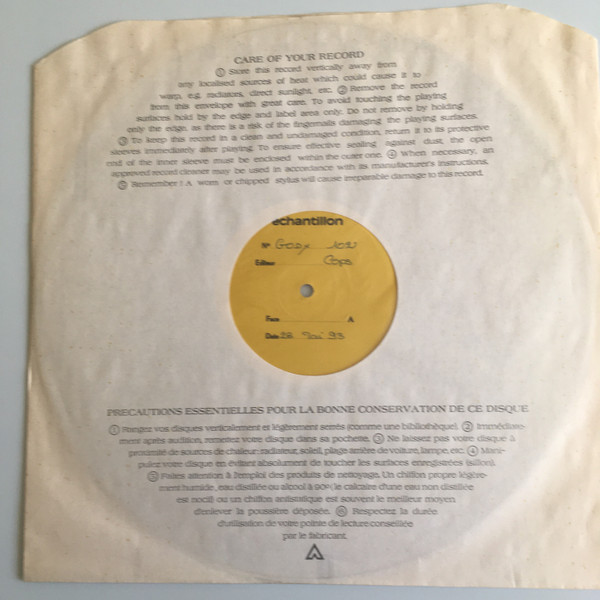 CARE OF YOUR RECORD
① Store this record vertically away from
any localised sources of heat which could cause it to
warp, e.g. radiators, direct sunlight, etc. ② Remove the record
from this envelope with great care. To avoid touching the playing
surfaces hold by the edge and label area only. Do not remove by holding
only the edge, as there is a risk of the fingernails damaging the playing surfaces.
③ To keep this record in a clean and undamaged condition, return it to its protective
sleeves immediately after playing. To ensure effective sealing against dust, the open
end of the inner sleeve must be enclosed within the outer one. ④ When necessary, an
approved record cleaner may be used in accordance with its manufacturer's instructions.
⑤ Remember ! A worn or chipped stylus will cause irreparable damage to this record.
echantillon
N°
Editeur Cops
Face A
Date 28 93
PRECAUTIONS ESSENTIELLES POUR LA BONNE CONSERVATION DE CE DISQUE
① Rangez vos disques verticalement et légèrement serrés (comme une bibliothèque). ② Immédiate-
ment après audition, remettez votre disque dans sa pochette. ③ Ne laissez pas votre disque à
proximité de sources de chaleur: radiateur, soleil, plage arrière de voiture, lampe, etc. ④ Mani-
pulez votre disque en évitant absolument de toucher les surfaces enregistrées (sillon).
⑤ Faites attention à l'emploi des produits de nettoyage. Un chiffon propre légère-
ment humide, eau distillée ou alcool à 90° (le calcaire d'une eau non distillée
est nocif) ou un chiffon antistatique est souvent le meilleur moyen
d'enlever la poussière déposée. ⑥ Respectez la durée
d'utilisation de votre pointe de lecture conseillée
par le fabricant.